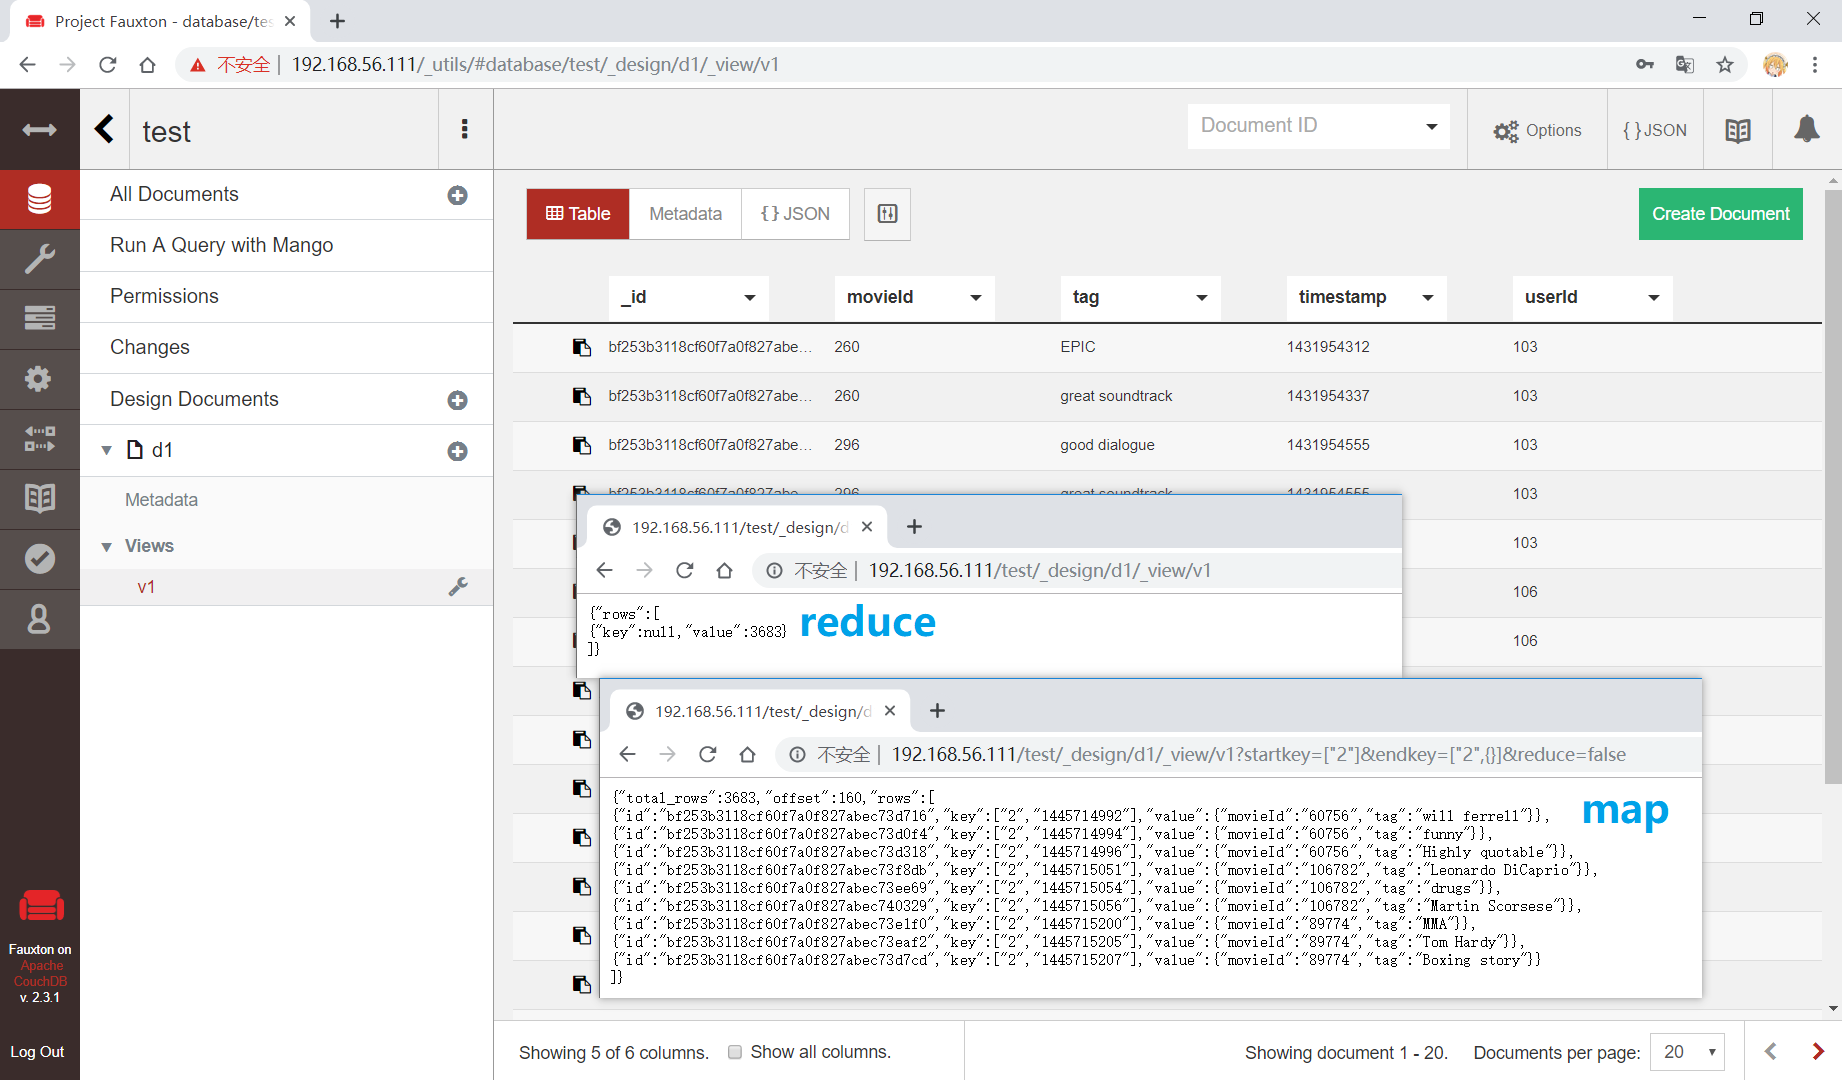 Project Fauxton - database/tes
不安全 | 192.168.56.111/_utils/#database/test/_design/d1/_view/v1
test
Document ID
Options
{ } JSON
All Documents
Run A Query with Mango
Permissions
Changes
Design Documents
d1
Metadata
Views
v1
Table
Metadata
{ } JSON
Create Document
_id movieId tag timestamp userId
bf253b3118cf60f7a0f827abe... 260 EPIC 1431954312 103
bf253b3118cf60f7a0f827abe... 260 great soundtrack 1431954337 103
bf253b3118cf60f7a0f827abe... 296 good dialogue 1431954555 103
bf253b3118cf60f7a0f827abe... 296 great soundtrack 1431954555 103
103
106
106
192.168.56.111/test/_design/d
不安全 | 192.168.56.111/test/_design/d1/_view/v1
{"rows":[
{"key":null,"value":3683}
]}
reduce
192.168.56.111/test/_design/d
不安全 | 192.168.56.111/test/_design/d1/_view/v1?startkey=["2"]&endkey=["2",{}]&reduce=false
{"total_rows":3683,"offset":160,"rows":[
{"id":"bf253b3118cf60f7a0f827abec73d716","key":["2","1445714992"],"value":{"movieId":"60756","tag":"will ferrell"}},
{"id":"bf253b3118cf60f7a0f827abec73d0f4","key":["2","1445714994"],"value":{"movieId":"60756","tag":"funny"}},
{"id":"bf253b3118cf60f7a0f827abec73d318","key":["2","1445714996"],"value":{"movieId":"60756","tag":"Highly quotable"}},
{"id":"bf253b3118cf60f7a0f827abec73f8db","key":["2","1445715051"],"value":{"movieId":"106782","tag":"Leonardo DiCaprio"}},
{"id":"bf253b3118cf60f7a0f827abec73ee69","key":["2","1445715054"],"value":{"movieId":"106782","tag":"drugs"}},
{"id":"bf253b3118cf60f7a0f827abec740329","key":["2","1445715056"],"value":{"movieId":"106782","tag":"Martin Scorsese"}},
{"id":"bf253b3118cf60f7a0f827abec73e1f0","key":["2","1445715200"],"value":{"movieId":"89774","tag":"MMA"}},
{"id":"bf253b3118cf60f7a0f827abec73eaf2","key":["2","1445715205"],"value":{"movieId":"89774","tag":"Tom Hardy"}},
{"id":"bf253b3118cf60f7a0f827abec73d7cd","key":["2","1445715207"],"value":{"movieId":"89774","tag":"Boxing story"}}
]}
map
Fauxton on
Apache
CouchDB
v. 2.3.1
Log Out
Showing 5 of 6 columns.
Show all columns.
Showing document 1 - 20.
Documents per page: 20